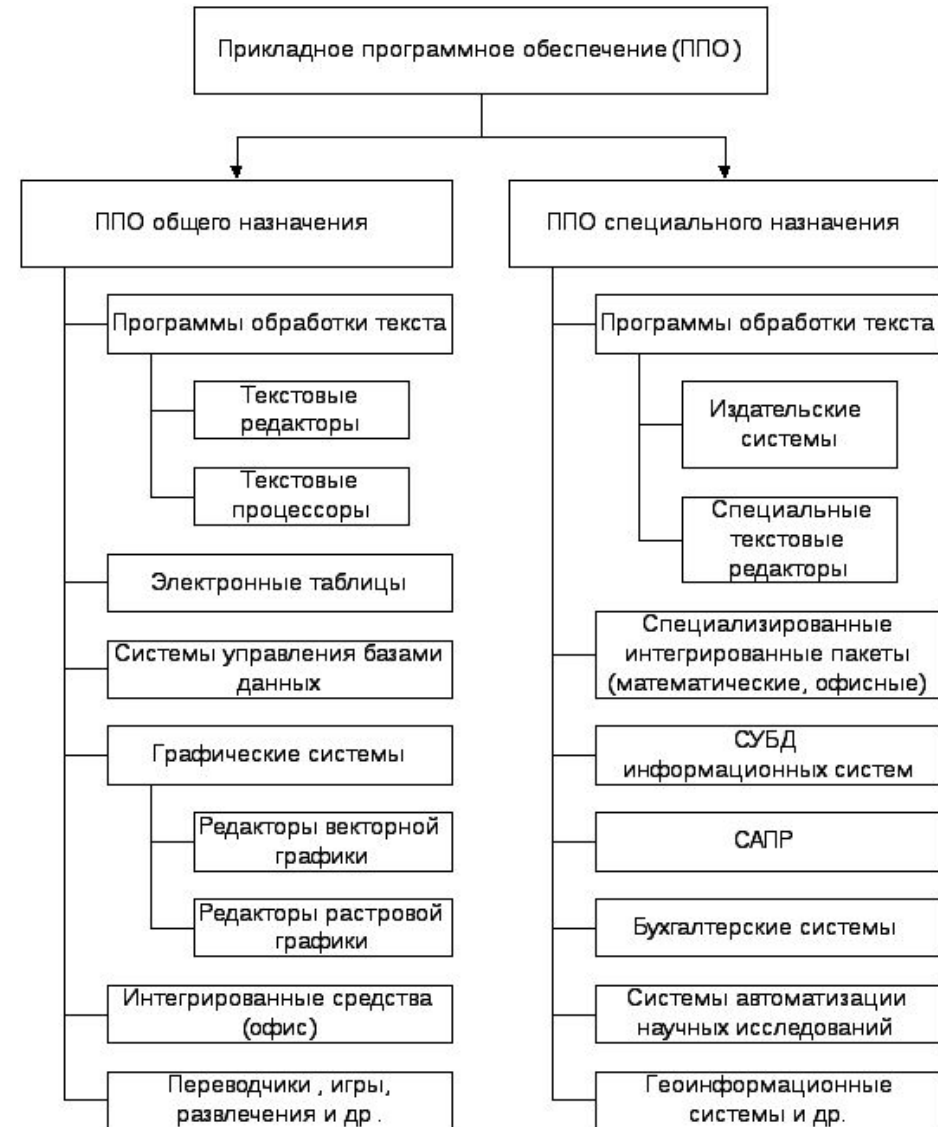 Прикладное программное обеспечение (ППО)
ППО общего назначения
Программы обработки текста
Текстовые
редакторы
Текстовые
процессоры
Электронные таблицы
Системы управления базами
данных
Графические системы
Редакторы векторной
графики
Редакторы растровой
графики
Интегрированные средства
(офис)
Переводчики , игры,
развлечения и др .
ППО специального назначения
Программы обработки текста
Издательские
системы
Специальные
текстовые
редакторы
Специализированные
интегрированные пакеты
(математические, офисные)
СУБД
информационных систем
САПР
Бухгалтерские системы
Системы автоматизации
научных исследований
Геоинформационные
системы и др.